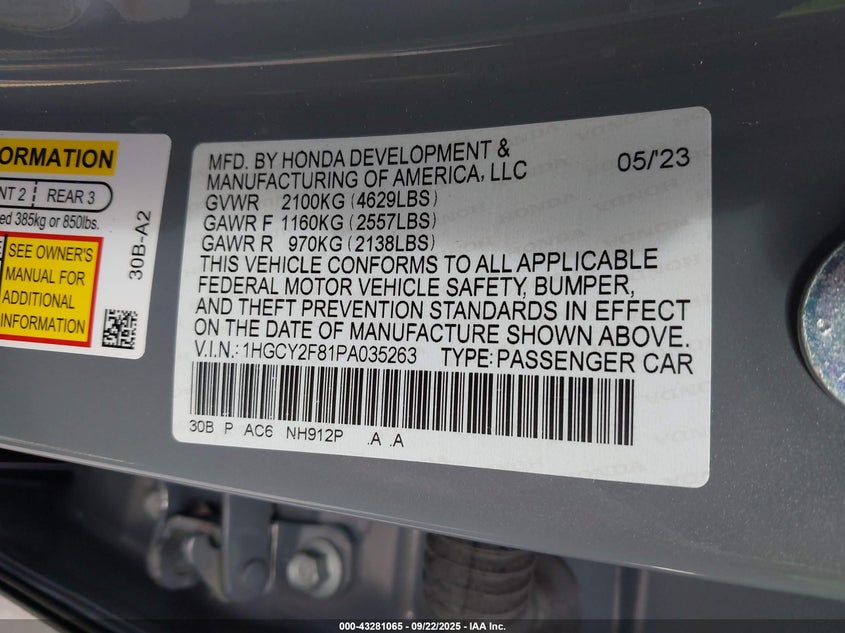 ORMATION
NT 2 | REAR 3
ed 385kg or 850lbs.
SEE OWNER'S
MANUAL FOR
ADDITIONAL
INFORMATION
30B-A2
MFD. BY HONDA DEVELOPMENT &
MANUFACTURING OF AMERICA, LLC
05/'23
GVWR 2100KG (4629LBS)
GAWR F 1160KG (2557LBS)
GAWR R 970KG (2138LBS)
THIS VEHICLE CONFORMS TO ALL APPLICABLE
FEDERAL MOTOR VEHICLE SAFETY, BUMPER,
AND THEFT PREVENTION STANDARDS IN EFFECT
ON THE DATE OF MANUFACTURE SHOWN ABOVE.
V.I.N.: 1HGCY2F81PA035263 TYPE: PASSENGER CAR
30B P AC6 NH912P .A .A
000-43281065 - 09/22/2025 - IAA Inc.